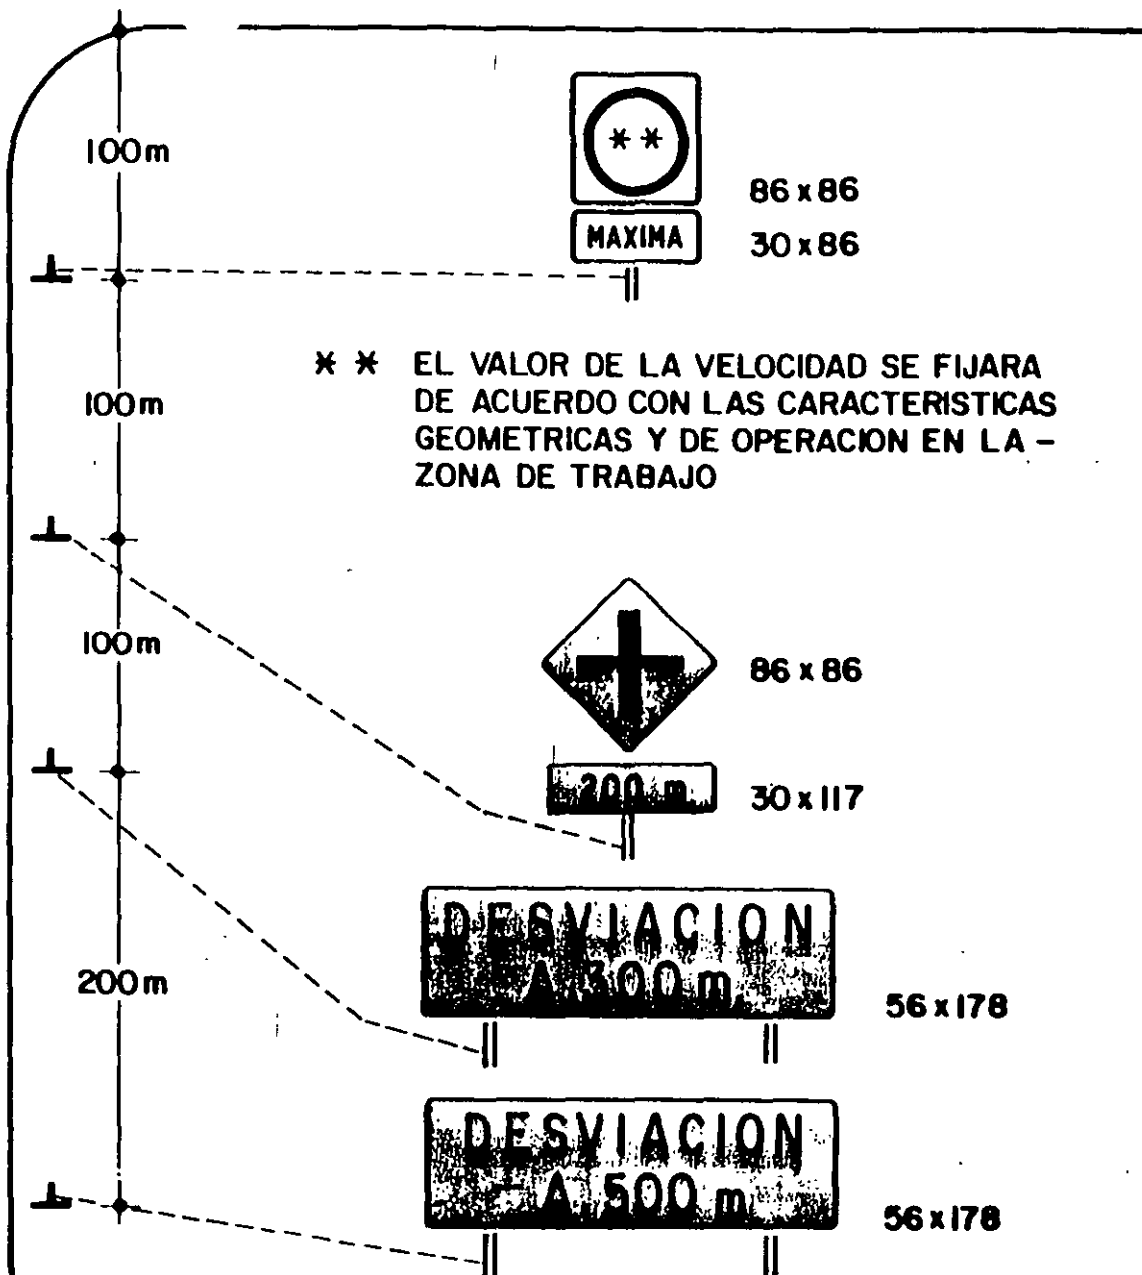 100m
* *
86 x 86
MAXIMA
30 x 86
* * EL VALOR DE LA VELOCIDAD SE FIJARA
DE ACUERDO CON LAS CARACTERISTICAS
GEOMETRICAS Y DE OPERACION EN LA -
ZONA DE TRABAJO
100m
100m
86 x 86
200 m
30 x 117
DESVIACION
A 300 m
200m
56 x 178
DESVIACION
A 500 m
56 x 178